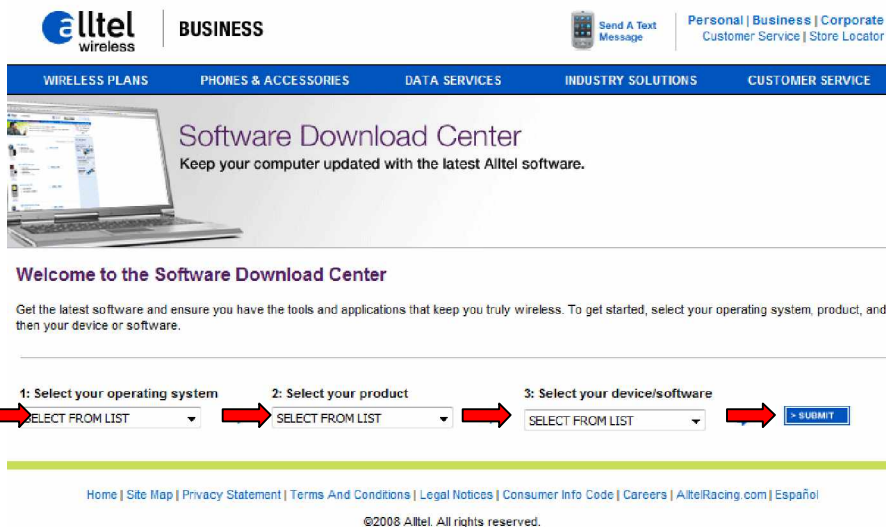 alltel
wireless
BUSINESS
Send A Text
Message
Personal | Business | Corporate
Customer Service | Store Locator
WIRELESS PLANS
PHONES & ACCESSORIES
DATA SERVICES
INDUSTRY SOLUTIONS
CUSTOMER SERVICE
Software Download Center
Keep your computer updated with the latest Alltel software.
Welcome to the Software Download Center
Get the latest software and ensure you have the tools and applications that keep you truly wireless. To get started, select your operating system, product, and
then your device or software.
1: Select your operating system
2: Select your product
3: Select your device/software
SELECT FROM LIST
SELECT FROM LIST
SELECT FROM LIST
> SUBMIT
Home | Site Map | Privacy Statement | Terms And Conditions | Legal Notices | Consumer Info Code | Careers | AlltelRacing.com | Español
©2008 Alltel. All rights reserved.